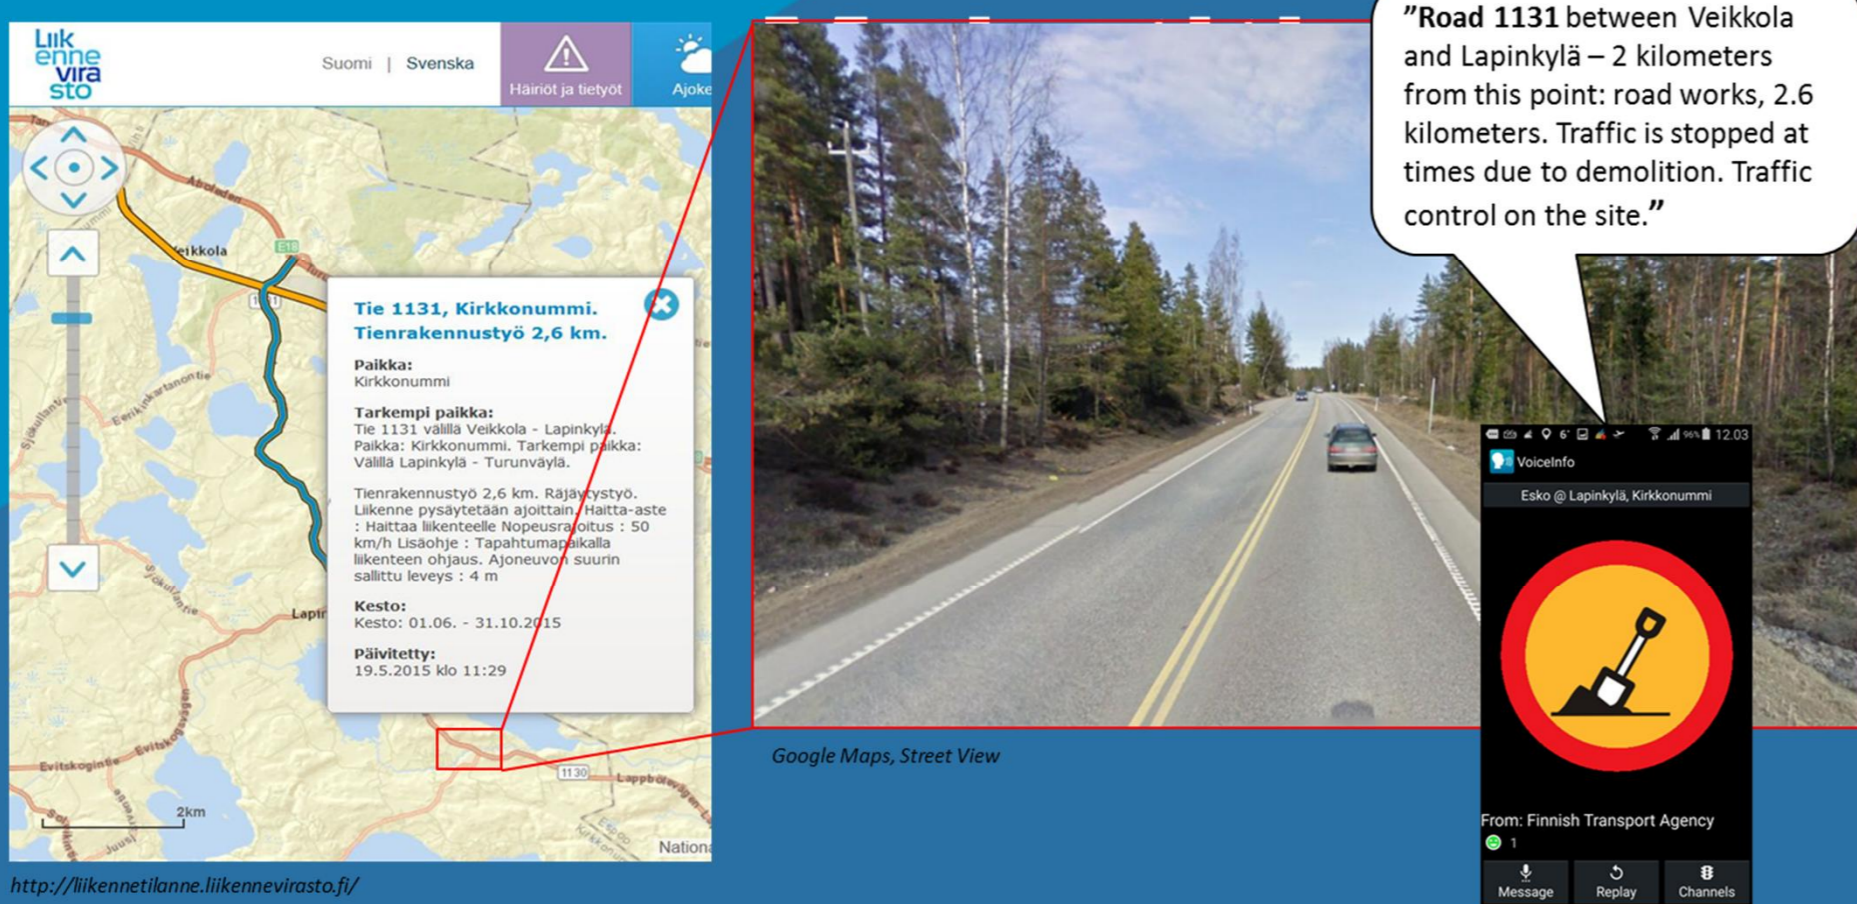 Liik
enne
vira
sto
Suomi | Svenska
Häiriöt ja tietyöt
Ajoke
Veikkola
E18
Tie 1131, Kirkkonummi.
Tienrakennustyö 2,6 km.
Paikka:
Kirkkonummi
Tarkempi paikka:
Tie 1131 välillä Veikkola - Lapinkylä.
Paikka: Kirkkonummi. Tarkempi paikka:
Välillä Lapinkylä - Turunväylä.
Tienrakennustyö 2,6 km. Räjäytystyö.
Liikenne pysäytetään ajoittain. Haitta-aste
: Haittaa liikenteelle Nopeusrajoitus : 50
km/h Lisäohje : Tapahtumapaikalla
liikenteen ohjaus. Ajoneuvon suurin
sallittu leveys : 4 m
Kesto:
Kesto: 01.06. - 31.10.2015
Päivitetty:
19.5.2015 klo 11:29
Lapin
Evitskogsvägen
Evitskogintie
1130
2km
Nationa
http://liikennetilanne.liikennevirasto.fi/
Google Maps, Street View
”Road 1131 between Veikkola
and Lapinkylä – 2 kilometers
from this point: road works, 2.6
kilometers. Traffic is stopped at
times due to demolition. Traffic
control on the site.”
6°
96% 12.03
VoiceInfo
Esko @ Lapinkylä, Kirkkonummi
From: Finnish Transport Agency
1
Message
Replay
Channels